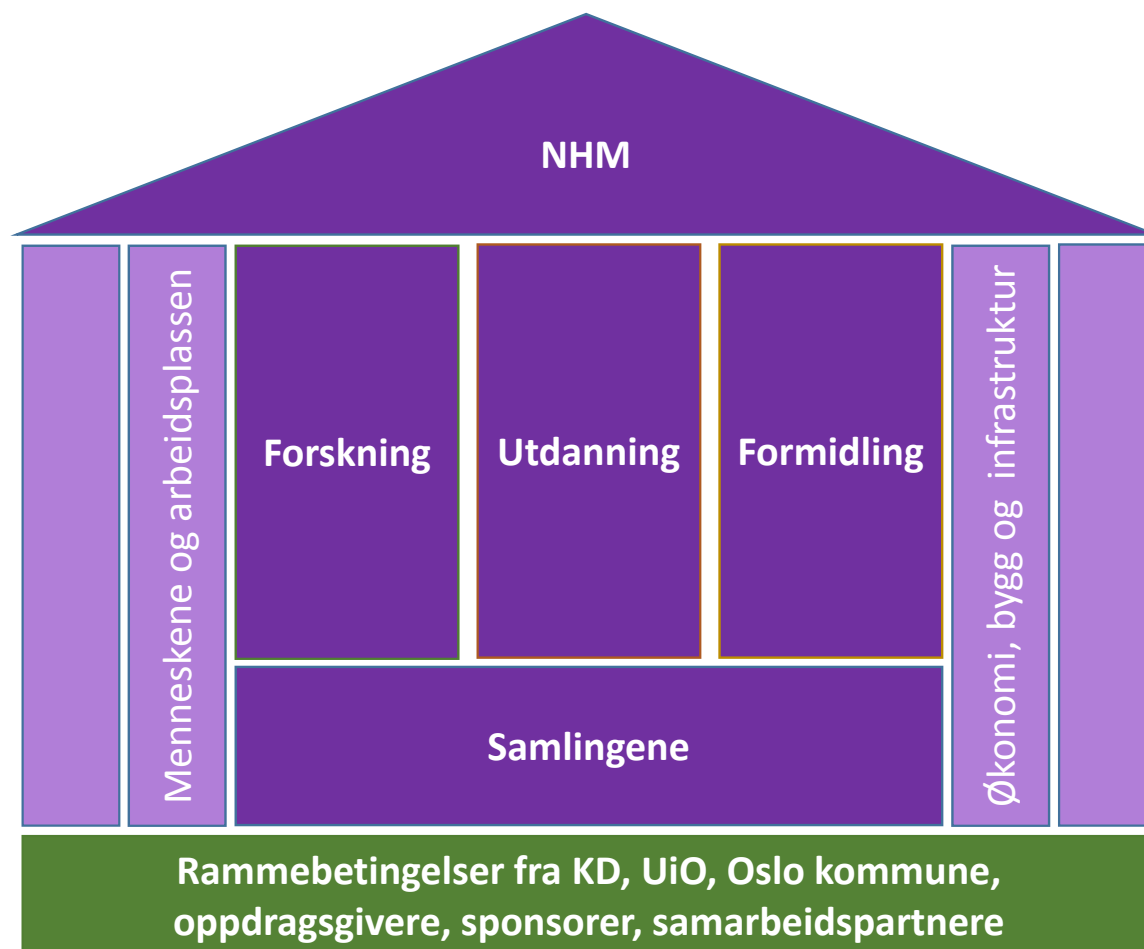 NHM
Menneskene og arbeidsplassen
Forskning
Utdanning
Formidling
Økonomi, bygg og infrastruktur
Samlingene
Rammebetingelser fra KD, UiO, Oslo kommune,
oppdragsgivere, sponsorer, samarbeidspartnere